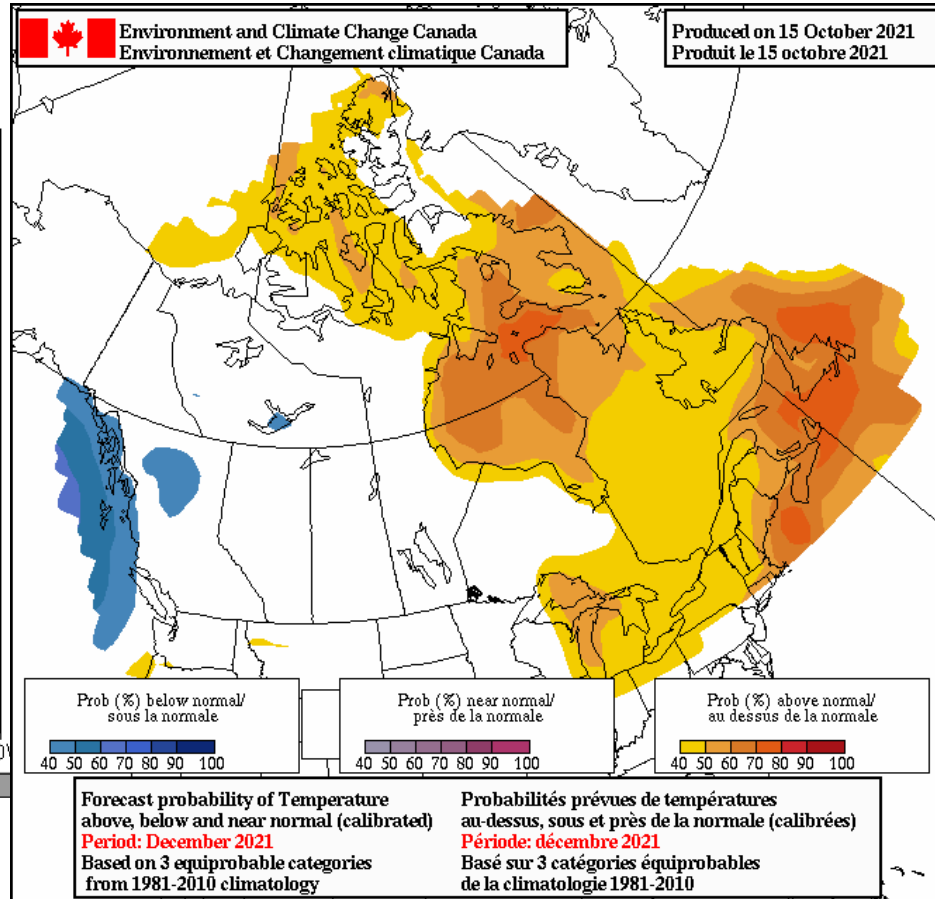 Environment and Climate Change Canada
Environnement et Changement climatique Canada
Produced on 15 October 2021
Produit le 15 octobre 2021
Prob (%) below normal/
sous la normale
40 50 60 70 80 90 100
Prob (%) near normal/
près de la normale
40 50 60 70 80 90 100
Prob (%) above normal/
au dessus de la normale
40 50 60 70 80 90 100
Forecast probability of Temperature
above, below and near normal (calibrated)
Period: December 2021
Based on 3 equiprobable categories
from 1981-2010 climatology
Probabilités prévues de températures
au-dessus, sous et près de la normale (calibrées)
Période: décembre 2021
Basé sur 3 catégories équiprobables
de la climatologie 1981-2010